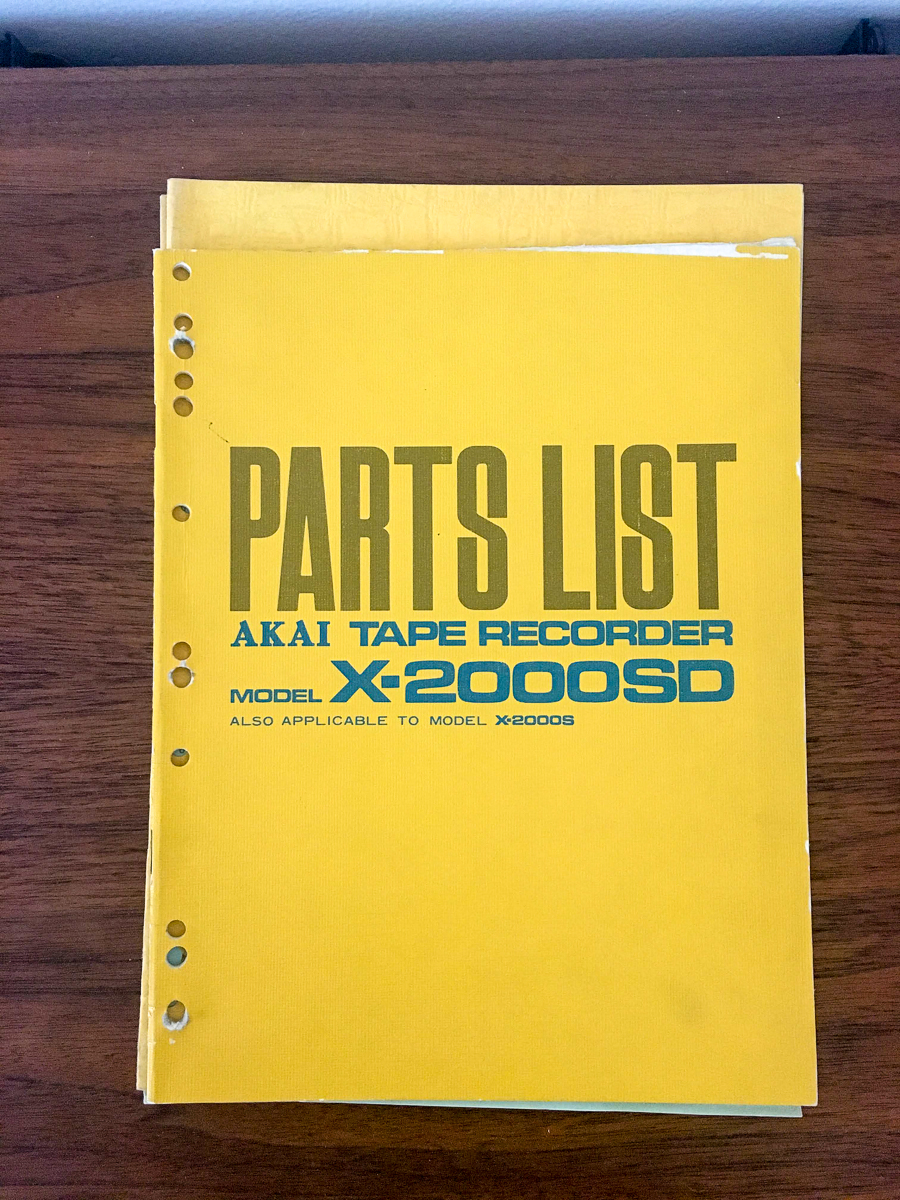 PARTS LIST
AKAI TAPE RECORDER
MODEL X-2000SD
ALSO APPLICABLE TO MODEL X-2000S